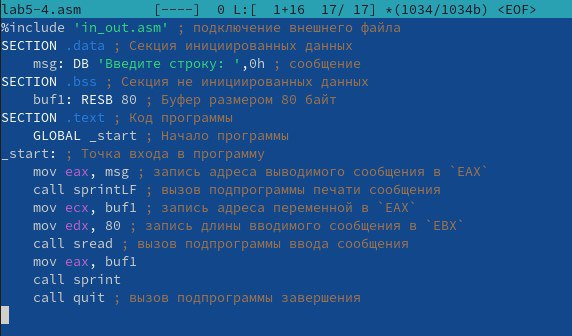 lab5-4.asm [----] 0 L:[ 1+16 17/ 17] *(1034/1034b) <EOF>
%include 'in_out.asm' ; подключение внешнего файла
SECTION .data ; Секция инициированных данных
msg: DB 'Введите строку: ',0h ; сообщение
SECTION .bss ; Секция не инициированных данных
buf1: RESB 80 ; Буфер размером 80 байт
SECTION .text ; Код программы
GLOBAL _start ; Начало программы
_start: ; Точка входа в программу
mov eax, msg ; запись адреса выводимого сообщения в `EAX`
call sprintLF ; вызов подпрограммы печати сообщения
mov ecx, buf1 ; запись адреса переменной в `EAX`
mov edx, 80 ; запись длины вводимого сообщения в `EBX`
call sread ; вызов подпрограммы ввода сообщения
mov eax, buf1
call sprint
call quit ; вызов подпрограммы завершения